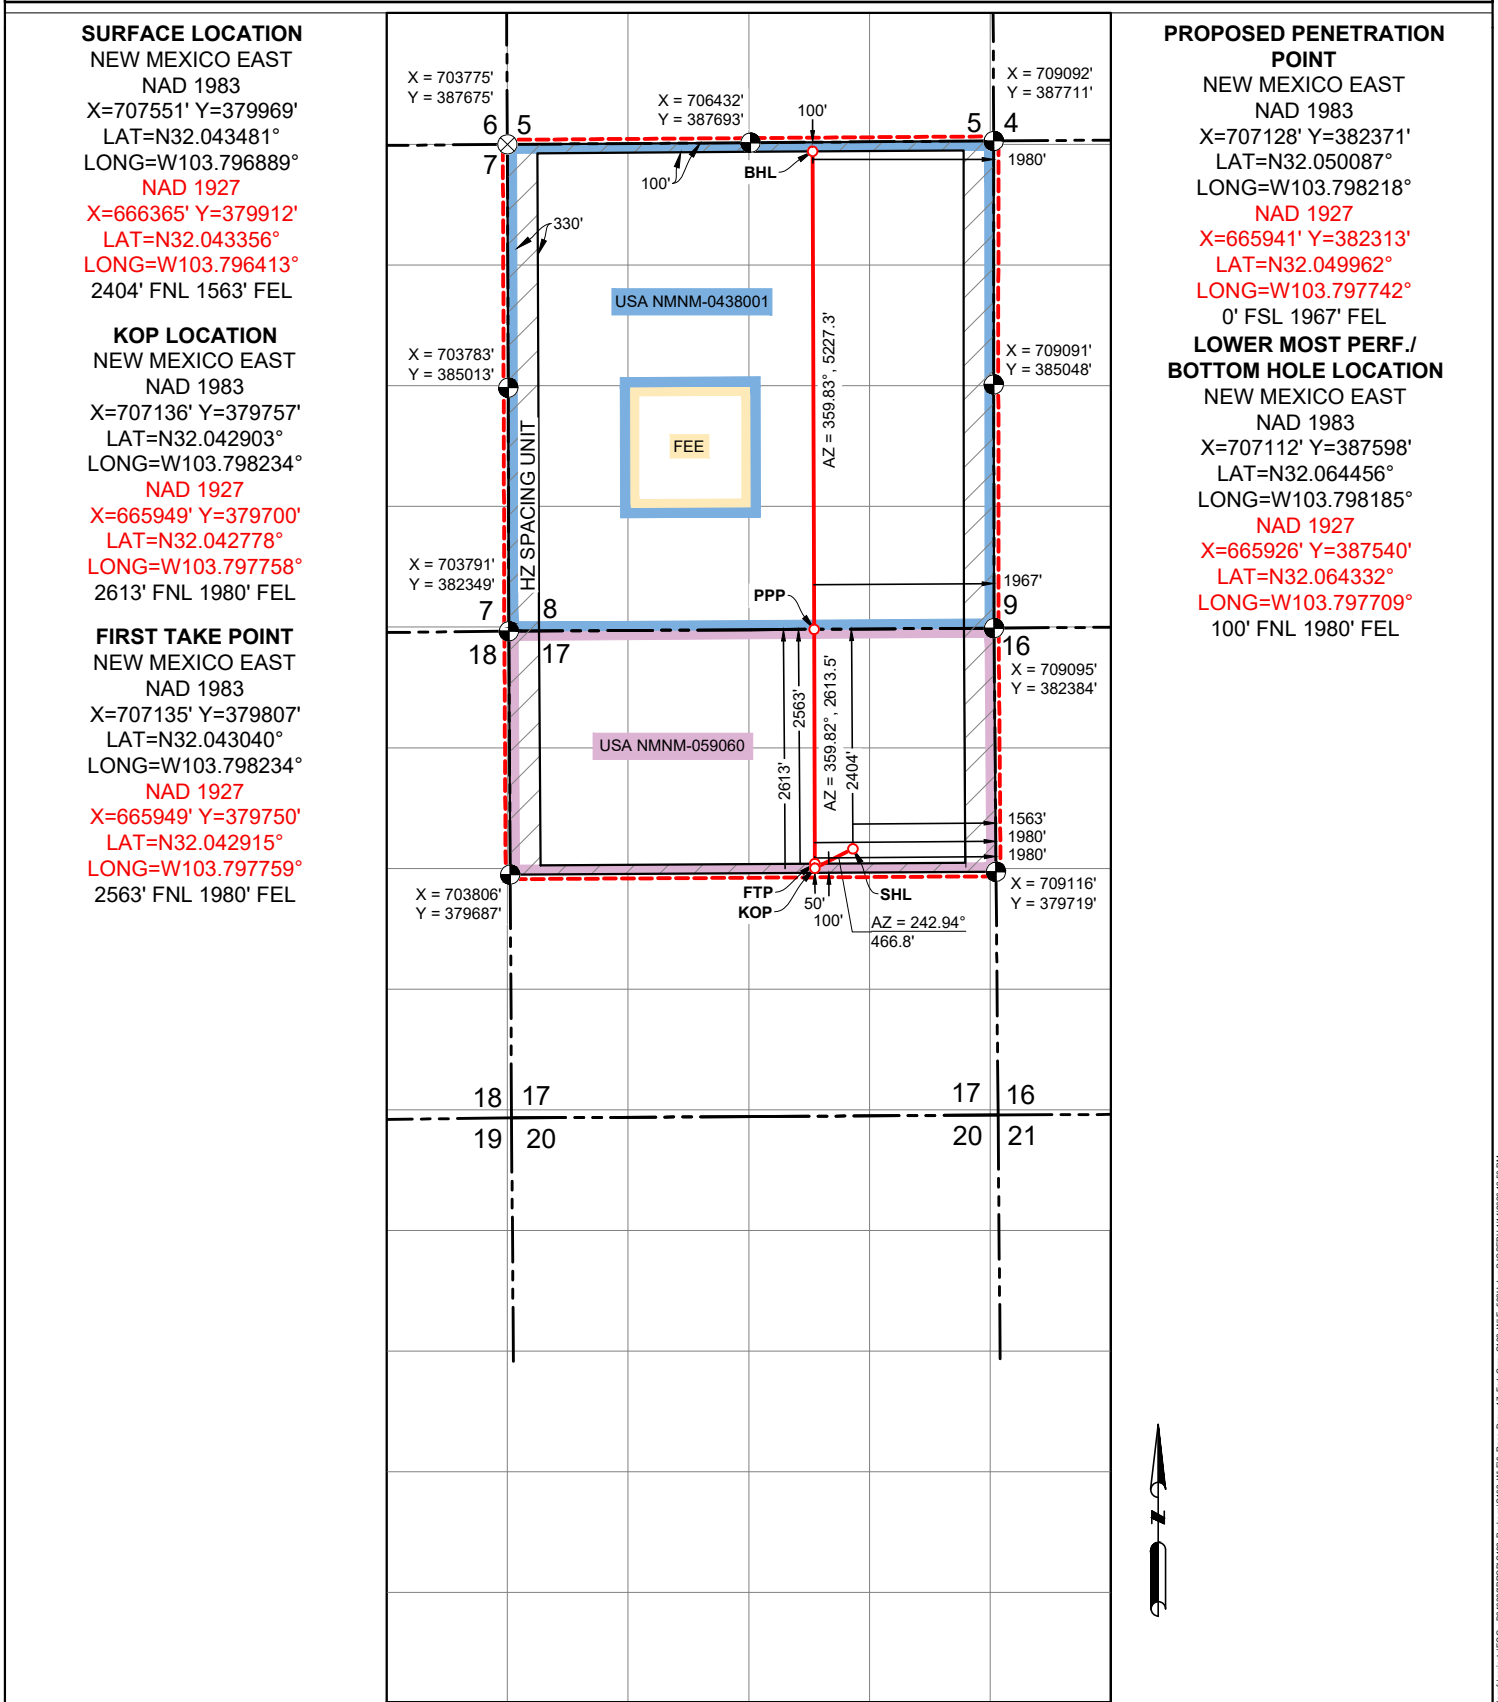 SURFACE LOCATION
NEW MEXICO EAST
NAD 1983
X=707551' Y=379969'
LAT=N32.043481°
LONG=W103.796889°
NAD 1927
X=666365' Y=379912'
LAT=N32.043356°
LONG=W103.796413°
2404' FNL 1563' FEL
KOP LOCATION
NEW MEXICO EAST
NAD 1983
X=707136' Y=379757'
LAT=N32.042903°
LONG=W103.798234°
NAD 1927
X=665949' Y=379700'
LAT=N32.042778°
LONG=W103.797758°
2613' FNL 1980' FEL
FIRST TAKE POINT
NEW MEXICO EAST
NAD 1983
X=707135' Y=379807'
LAT=N32.043040°
LONG=W103.798234°
NAD 1927
X=665949' Y=379750'
LAT=N32.042915°
LONG=W103.797759°
2563' FNL 1980' FEL
X = 703775'
Y = 387675'
X = 706432'
Y = 387693'
100'
X = 709092'
Y = 387711'
6 5
5 4
7
100'
BHL
1980'
330'
USA NMNM-0438001
AZ = 359.83°, 5227.3'
X = 703783'
Y = 385013'
X = 709091'
Y = 385048'
FEE
HZ SPACING UNIT
X = 703791'
Y = 382349'
1967'
PPP
7 8
9
18 17
16
X = 709095'
Y = 382384'
2613'
2563'
AZ = 359.82°, 2613.5'
2404'
USA NMNM-059060
1563'
1980'
1980'
X = 703806'
Y = 379687'
FTP
KOP
50'
100'
SHL
AZ = 242.94°
466.8'
X = 709116'
Y = 379719'
18 17
17 16
19 20
20 21
N
PROPOSED PENETRATION
POINT
NEW MEXICO EAST
NAD 1983
X=707128' Y=382371'
LAT=N32.050087°
LONG=W103.798218°
NAD 1927
X=665941' Y=382313'
LAT=N32.049962°
LONG=W103.797742°
0' FSL 1967' FEL
LOWER MOST PERF./
BOTTOM HOLE LOCATION
NEW MEXICO EAST
NAD 1983
X=707112' Y=387598'
LAT=N32.064456°
LONG=W103.798185°
NAD 1927
X=665926' Y=387540'
LAT=N32.064332°
LONG=W103.797709°
100' FNL 1980' FEL